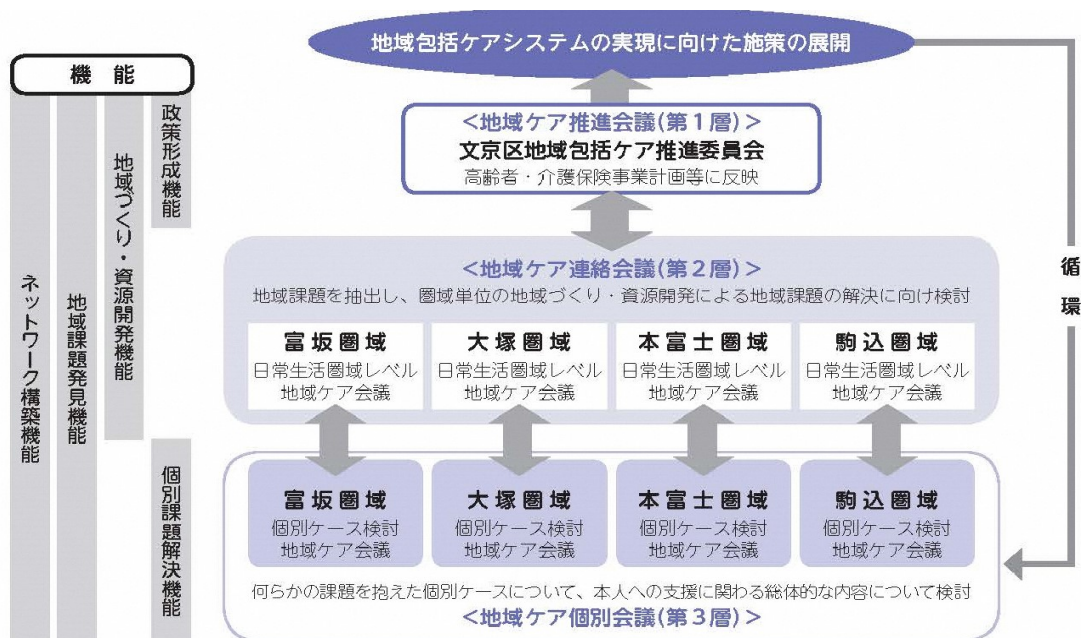 地域包括ケアシステムの実現に向けた施策の展開
機能
政策形成機能
地域づくり・資源開発機能
地域課題発見機能
ネットワーク構築機能
個別課題解決機能
<地域ケア推進会議(第1層)>
文京区地域包括ケア推進委員会
高齢者・介護保険事業計画等に反映
<地域ケア連絡会議(第2層)>
地域課題を抽出し、圏域単位の地域づくり・資源開発による地域課題の解決に向け検討
富坂圏域
日常生活圏域レベル
地域ケア会議
大塚圏域
日常生活圏域レベル
地域ケア会議
本富士圏域
日常生活圏域レベル
地域ケア会議
駒込圏域
日常生活圏域レベル
地域ケア会議
富坂圏域
個別ケース検討
地域ケア会議
大塚圏域
個別ケース検討
地域ケア会議
本富士圏域
個別ケース検討
地域ケア会議
駒込圏域
個別ケース検討
地域ケア会議
何らかの課題を抱えた個別ケースについて、本人への支援に関わる総体的な内容について検討
<地域ケア個別会議(第3層)>
循環